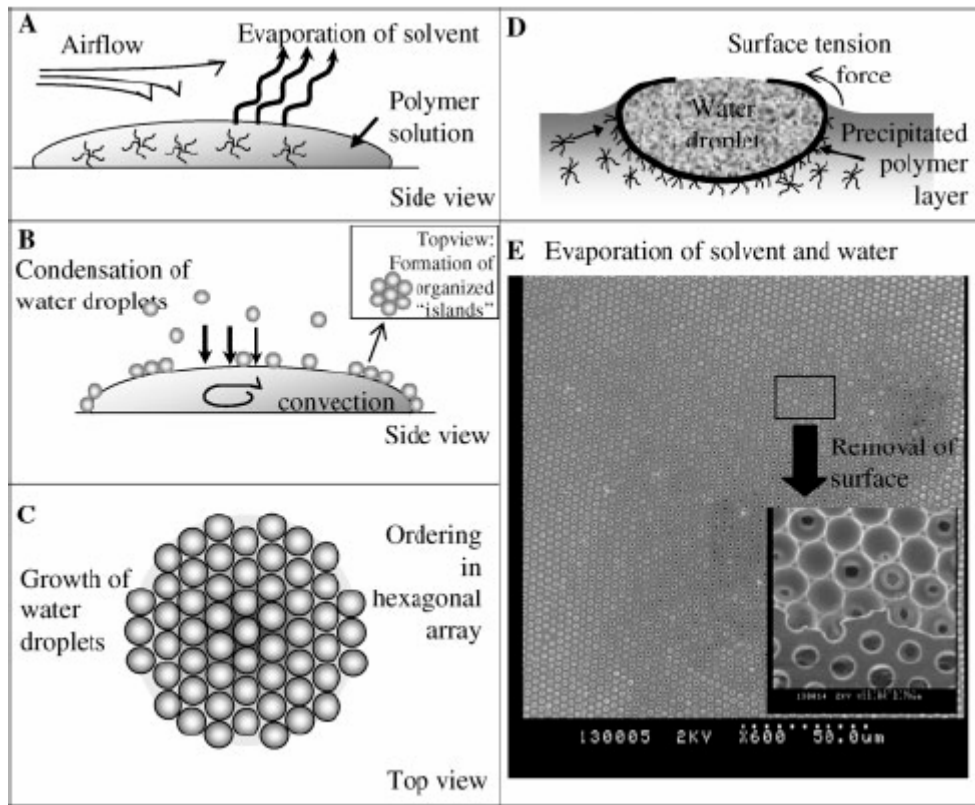 A
Airflow
Evaporation of solvent
Polymer
solution
Side view
B
Condensation of
water droplets
Topview:
Formation of
organized
"islands"
convection
Side view
C
Growth of
water
droplets
Ordering
in
hexagonal
array
Top view
D
Surface tension
force
Water
droplet
Precipitated
polymer
layer
E Evaporation of solvent and water
Removal of
surface
130005 2KV X600 50.0um